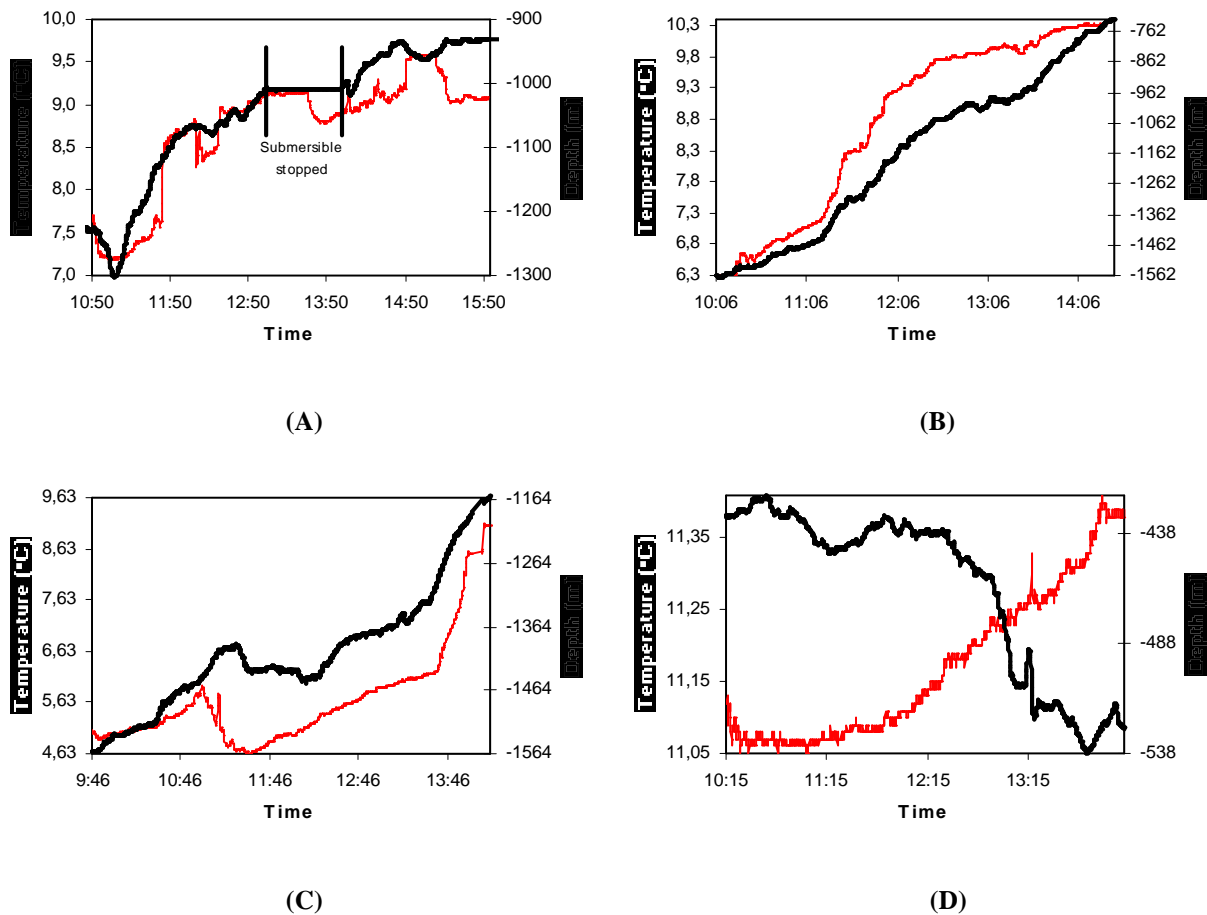 10,0
9,5
9,0
8,5
8,0
7,5
7,0
Temperature [°C]
-900
-1000
-1100
-1200
-1300
Depth [m]
Submersible
stopped
10:50 11:50 12:50 13:50 14:50 15:50
Time
(A)
10,3
9,8
9,3
8,8
8,3
7,8
7,3
6,8
6,3
Temperature [°C]
-762
-862
-962
-1062
-1162
-1262
-1362
-1462
-1562
Depth [m]
10:06 11:06 12:06 13:06 14:06
Time
(B)
9,63
8,63
7,63
6,63
5,63
4,63
Temperature [°C]
-1164
-1264
-1364
-1464
-1564
Depth [m]
9:46 10:46 11:46 12:46 13:46
Time
(C)
11,35
11,25
11,15
11,05
Temperature [°C]
-438
-488
-538
Depth [m]
10:15 11:15 12:15 13:15
Time
(D)